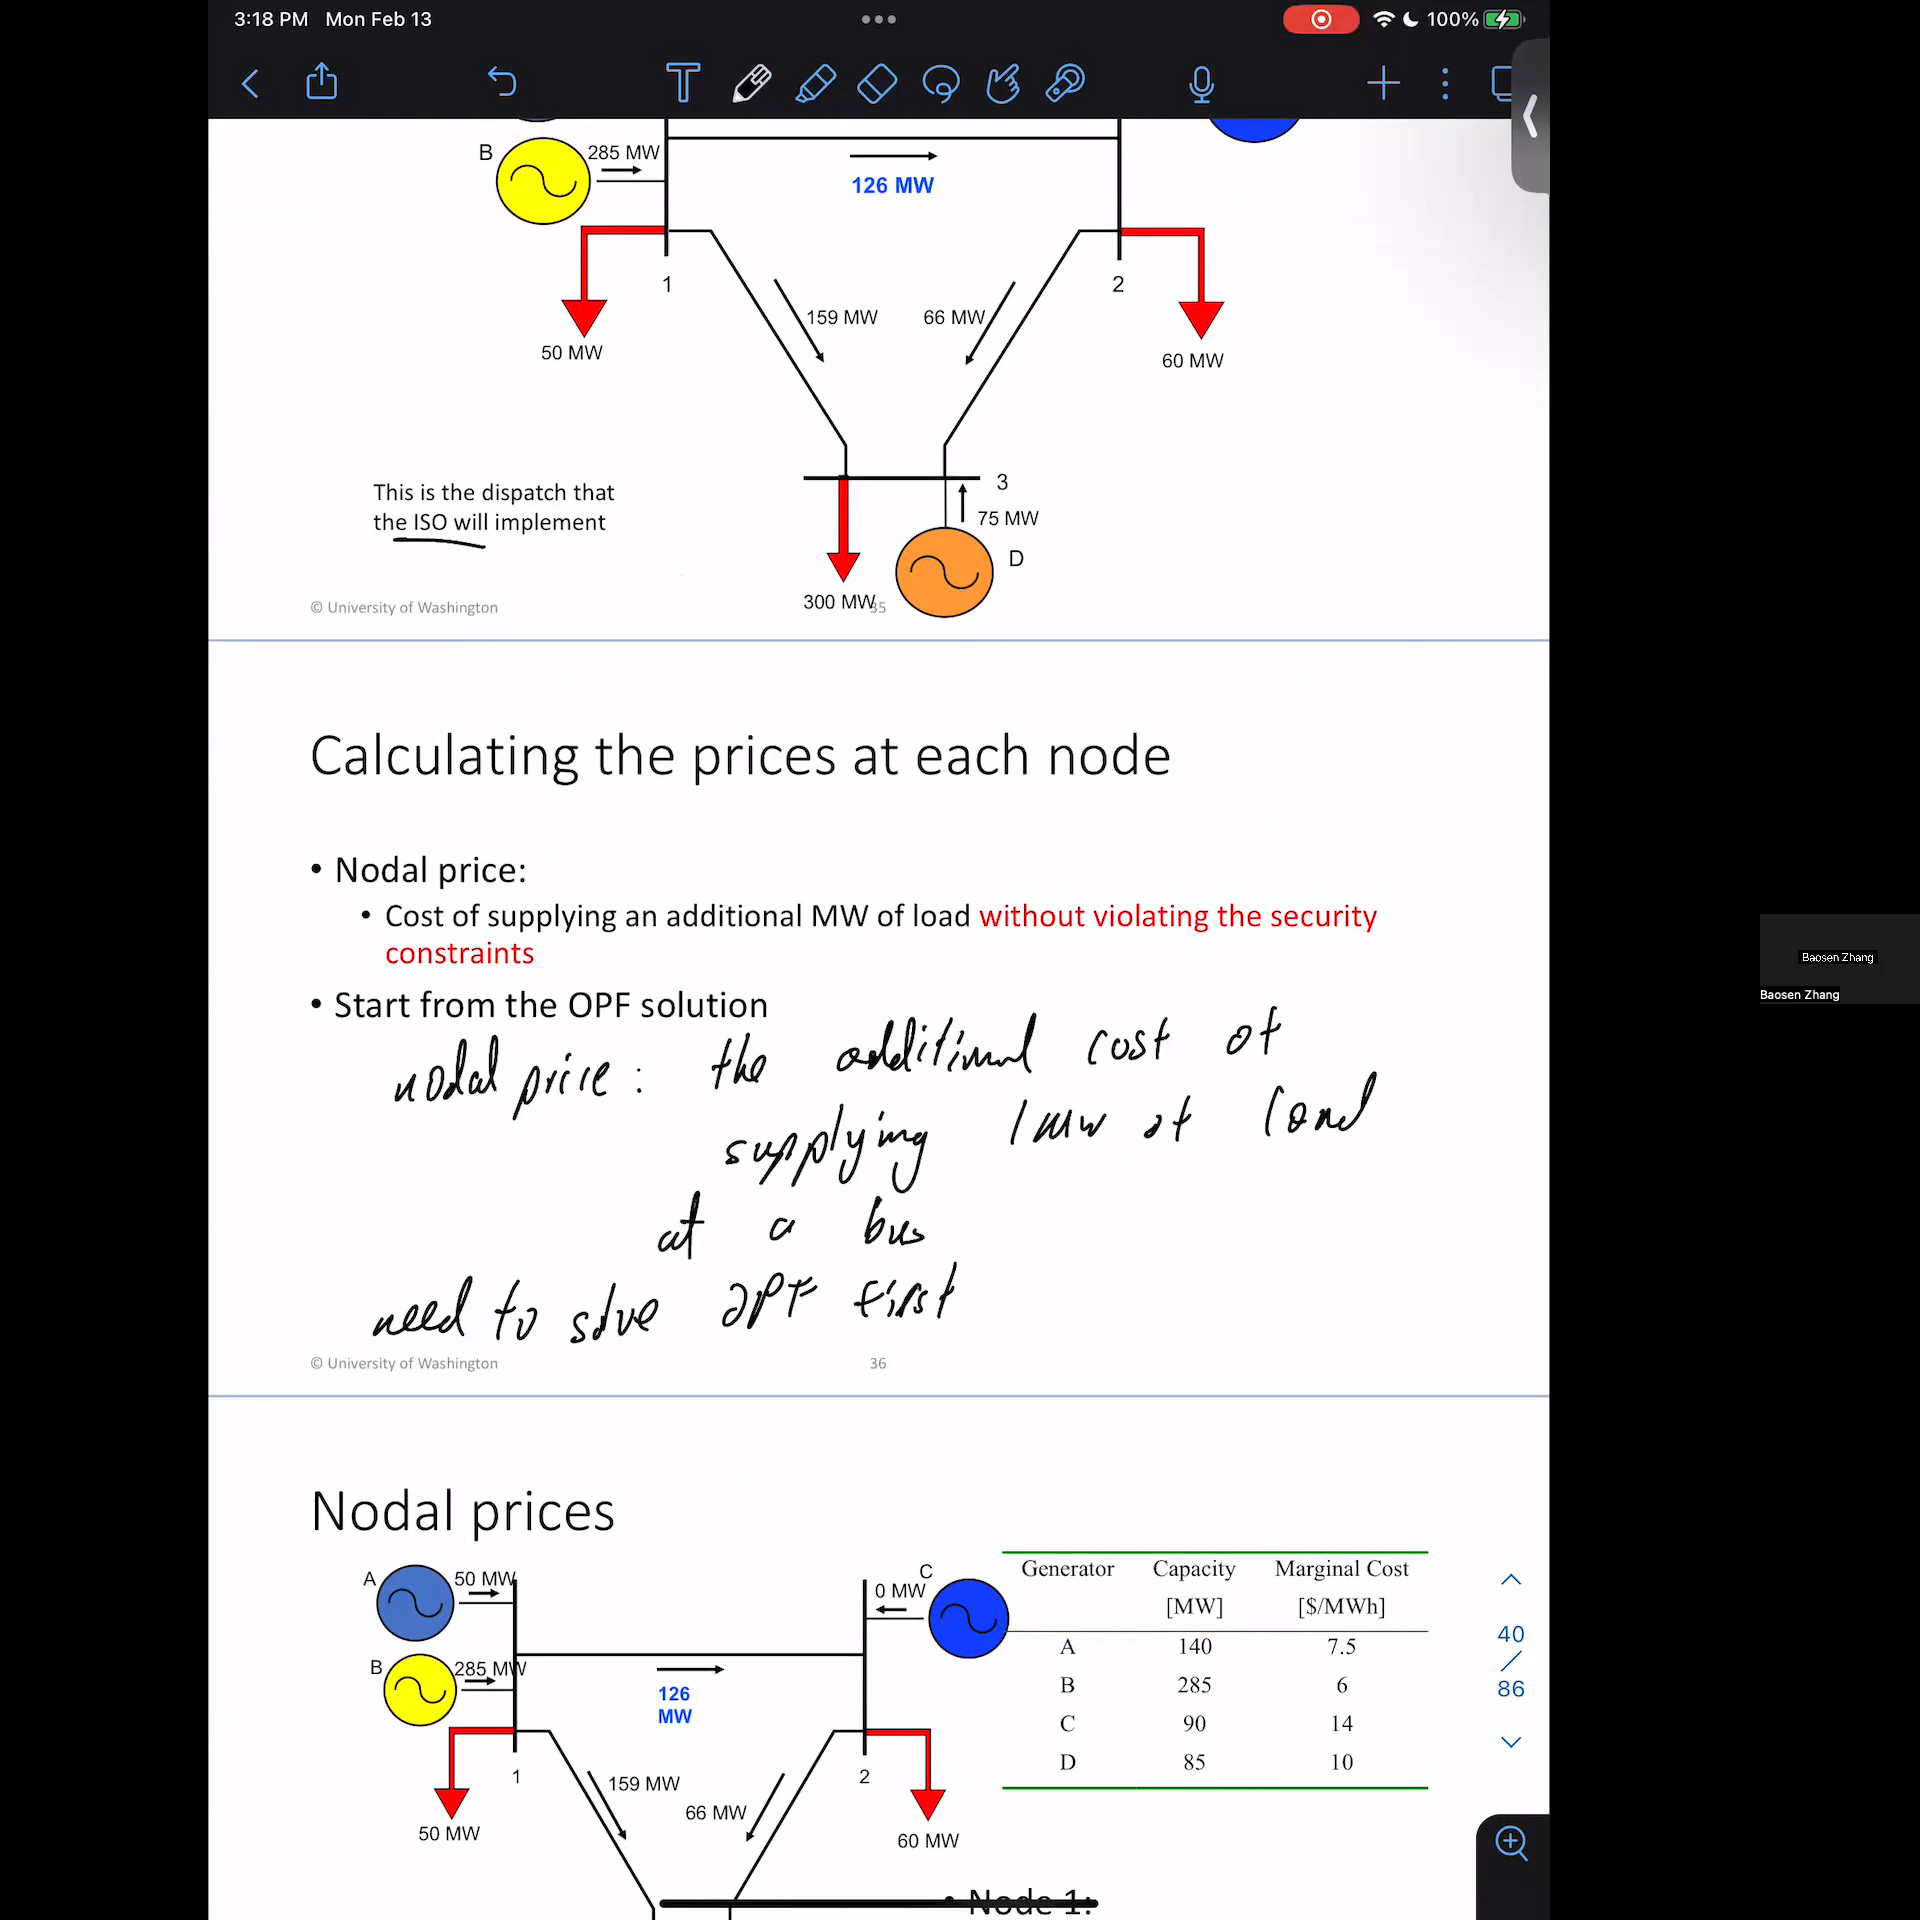 3:18 PM Mon Feb 13
100%
B
285 MW
126 MW
1
2
159 MW
66 MW
50 MW
60 MW
3
This is the dispatch that
the ISO will implement
75 MW
D
300 MW
35
© University of Washington
Calculating the prices at each node
• Nodal price:
• Cost of supplying an additional MW of load without violating the security
constraints
• Start from the OPF solution
nodal price: the additional cost of
supplying 1 MW of load
at a bus
need to solve OPF first
© University of Washington
36
Baosen Zhang
Baosen Zhang
Nodal prices
A
50 MW
C
0 MW
B
285 MW
126
MW
1
2
159 MW
66 MW
50 MW
60 MW
Generator Capacity Marginal Cost
[MW] [$/MWh]
A 140 7.5
B 285 6
C 90 14
D 85 10
40
/
86
• Node 1: